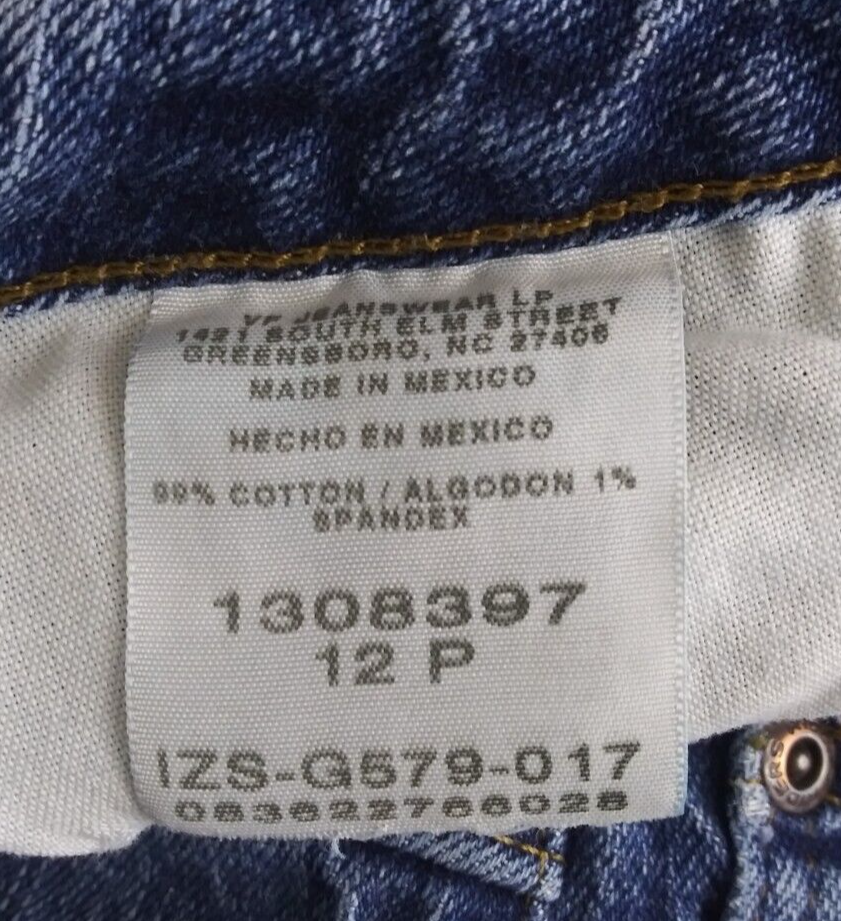 VF JEANSWEAR LP
1421 SOUTH ELM STREET
GREENSBORO, NC 27406
MADE IN MEXICO
HECHO EN MEXICO
99% COTTON / ALGODON 1%
SPANDEX
1308397
12 P
IZS-G579-017
083622766028